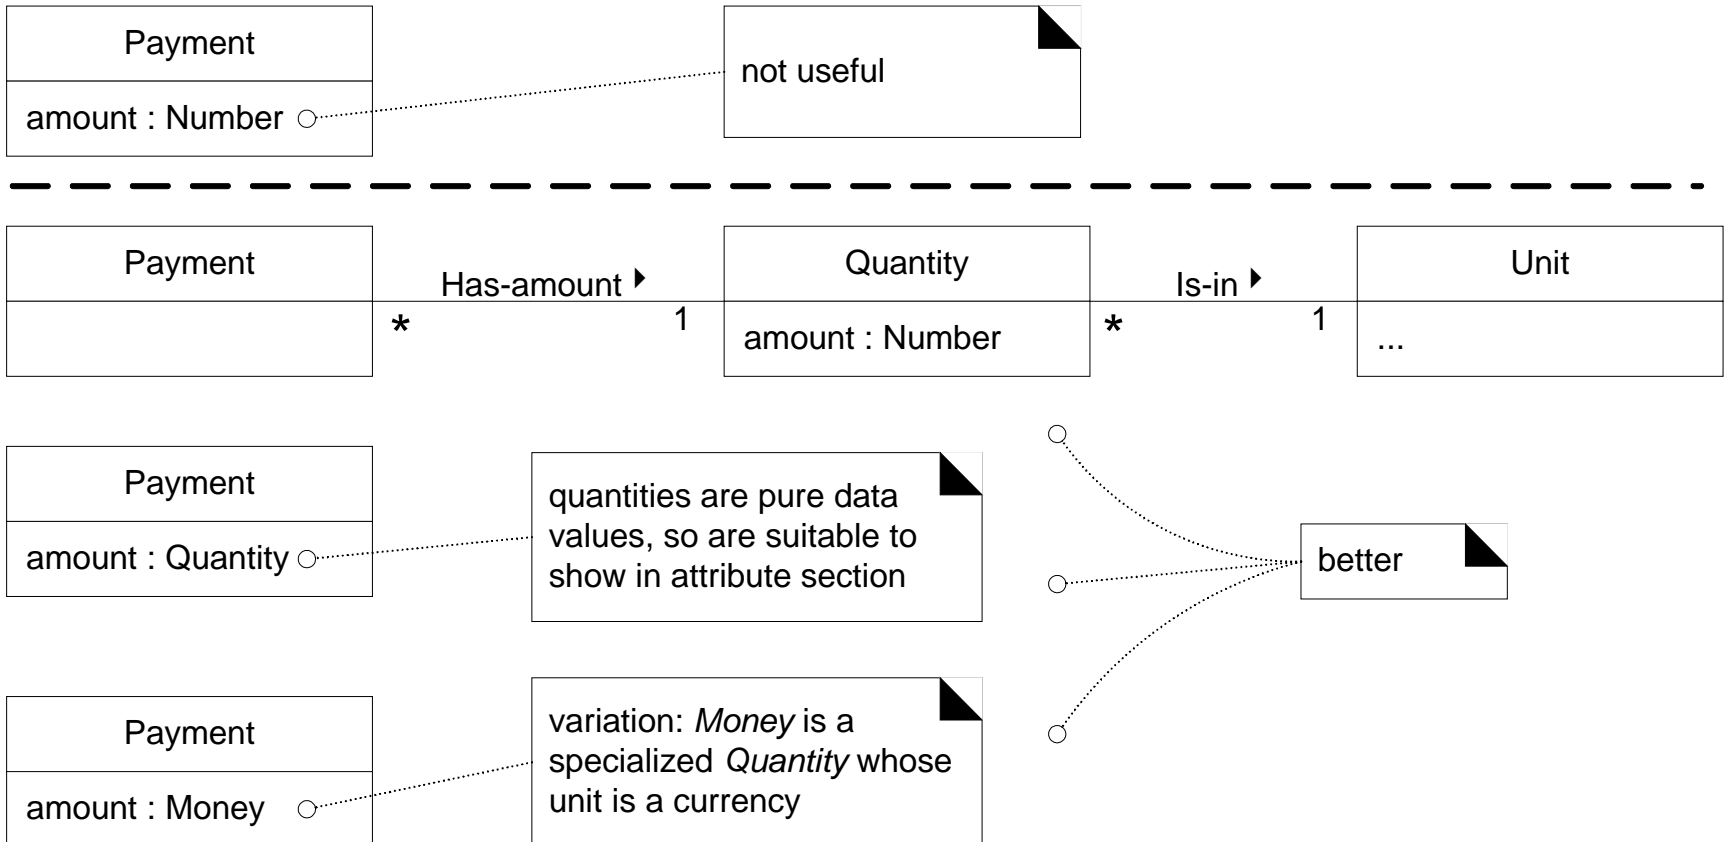 Payment
amount : Number
not useful
Payment
Has-amount
*
1
Quantity
amount : Number
Is-in
*
1
Unit
...
Payment
amount : Quantity
quantities are pure data
values, so are suitable to
show in attribute section
better
Payment
amount : Money
variation: Money is a
specialized Quantity whose
unit is a currency